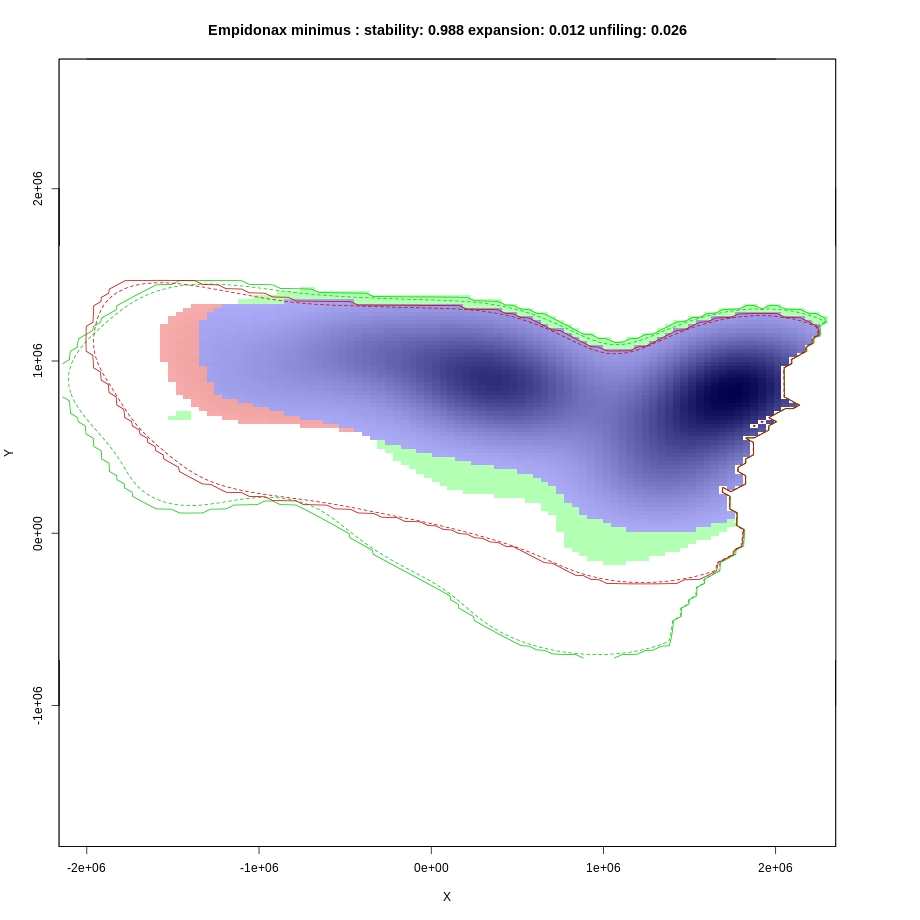 Empidonax minimus : stability: 0.988 expansion: 0.012 unfiling: 0.026
2e+06
1e+06
Y
0e+00
-1e+06
-2e+06 -1e+06 0e+00 1e+06 2e+06
X